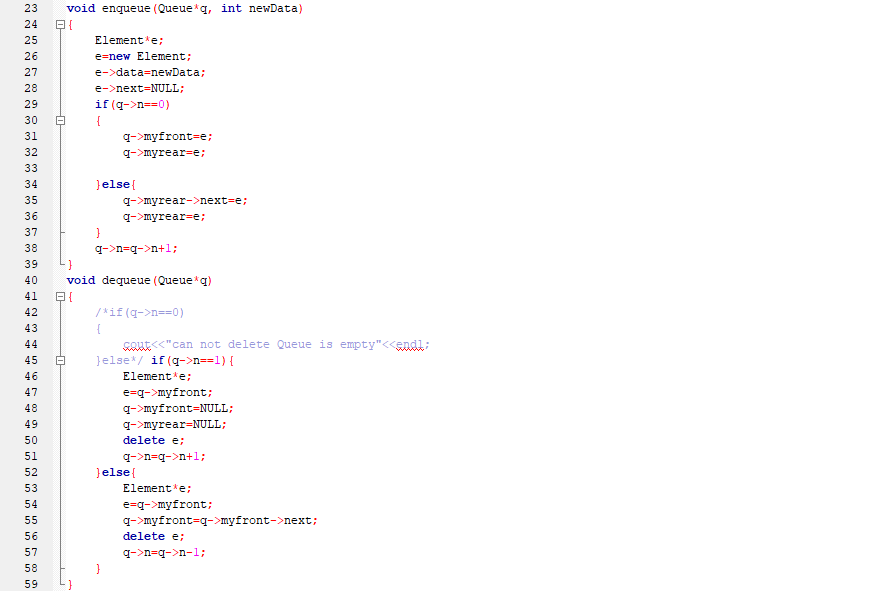 23 void enqueue(Queue*q, int newData)
24 {
25     Element*e;
26     e=new Element;
27     e->data=newData;
28     e->next=NULL;
29     if(q->n==0)
30     {
31         q->myfront=e;
32         q->myrear=e;
33
34     }else{
35         q->myrear->next=e;
36         q->myrear=e;
37     }
38     q->n=q->n+1;
39 }
40 void dequeue(Queue*q)
41 {
42     /*if(q->n==0)
43     {
44         cout<<"can not delete Queue is empty"<<endl;
45     }else*/ if(q->n==1){
46         Element*e;
47         e=q->myfront;
48         q->myfront=NULL;
49         q->myrear=NULL;
50         delete e;
51         q->n=q->n+1;
52     }else{
53         Element*e;
54         e=q->myfront;
55         q->myfront=q->myfront->next;
56         delete e;
57         q->n=q->n-1;
58     }
59 }